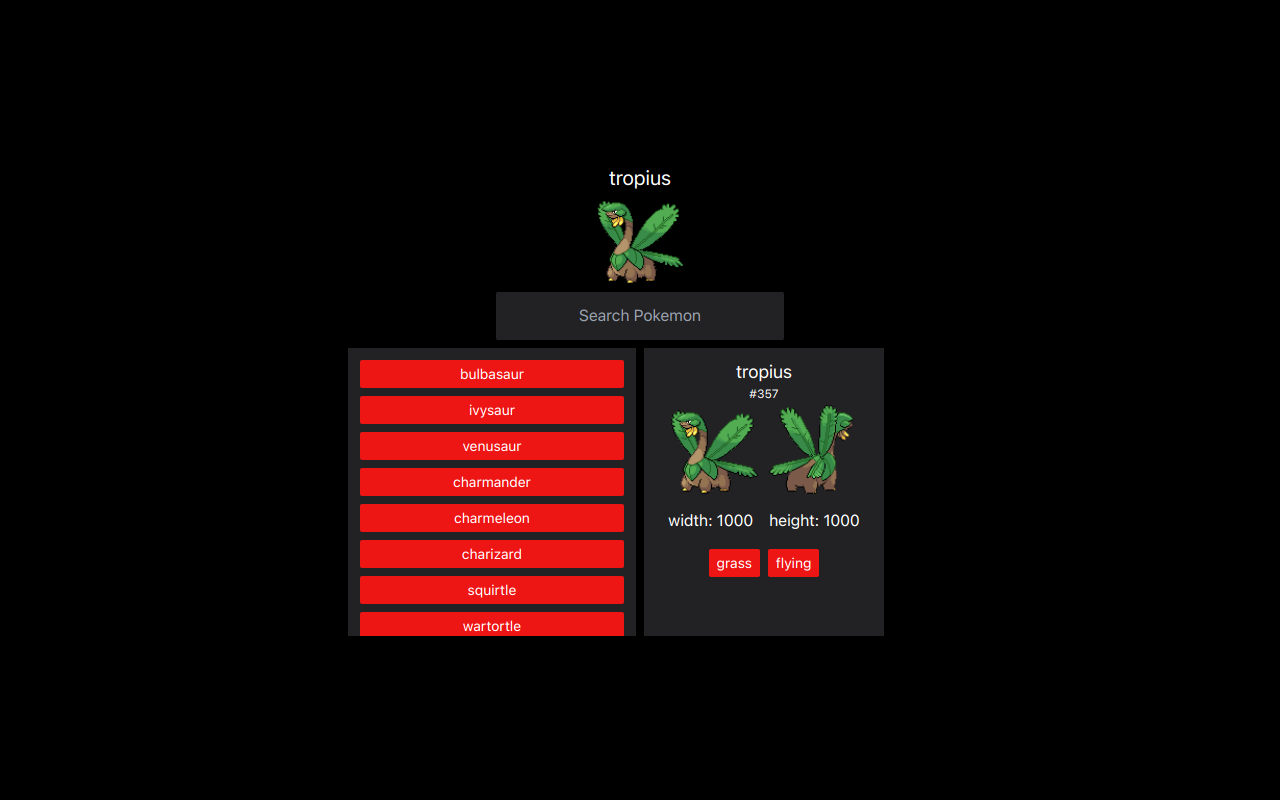 tropius
Search Pokemon
bulbasaur
ivysaur
venusaur
charmander
charmeleon
charizard
squirtle
wartortle
tropius
#357
width: 1000 height: 1000
grass flying